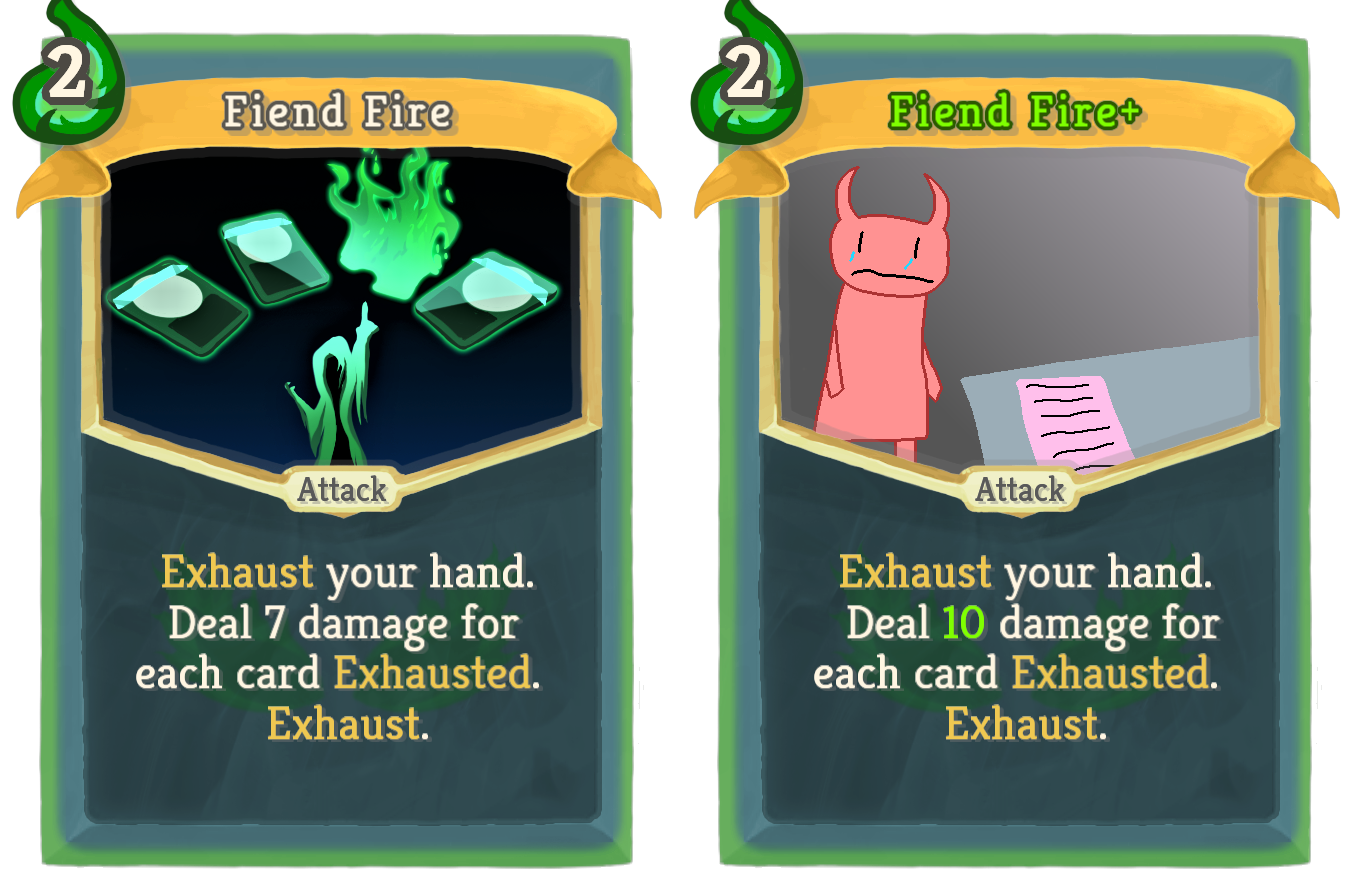 2
Fiend Fire
Attack
Exhaust your hand.
Deal 7 damage for
each card Exhausted.
Exhaust.
2
Fiend Fire+
Attack
Exhaust your hand.
Deal 10 damage for
each card Exhausted.
Exhaust.